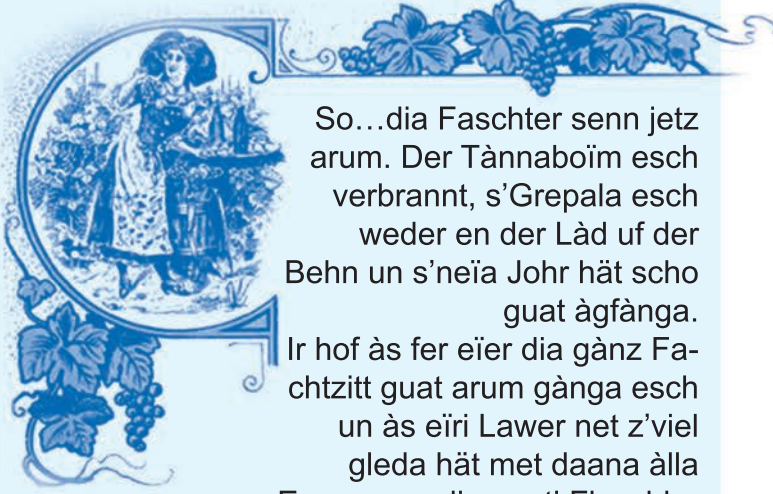 So…dia Faschter senn jetz
arum. Der Tànnaboïm esch
verbrannt, s’Grepala esch
weder en der Làd uf der
Behn un s’neïa Johr hät scho
guat àgfànga.
Ir hof às fer eïer dia gànz Fa-
chtzitt guat arum gànga esch
un às eïri Lawer net z’viel
gleda hät met daana àlla